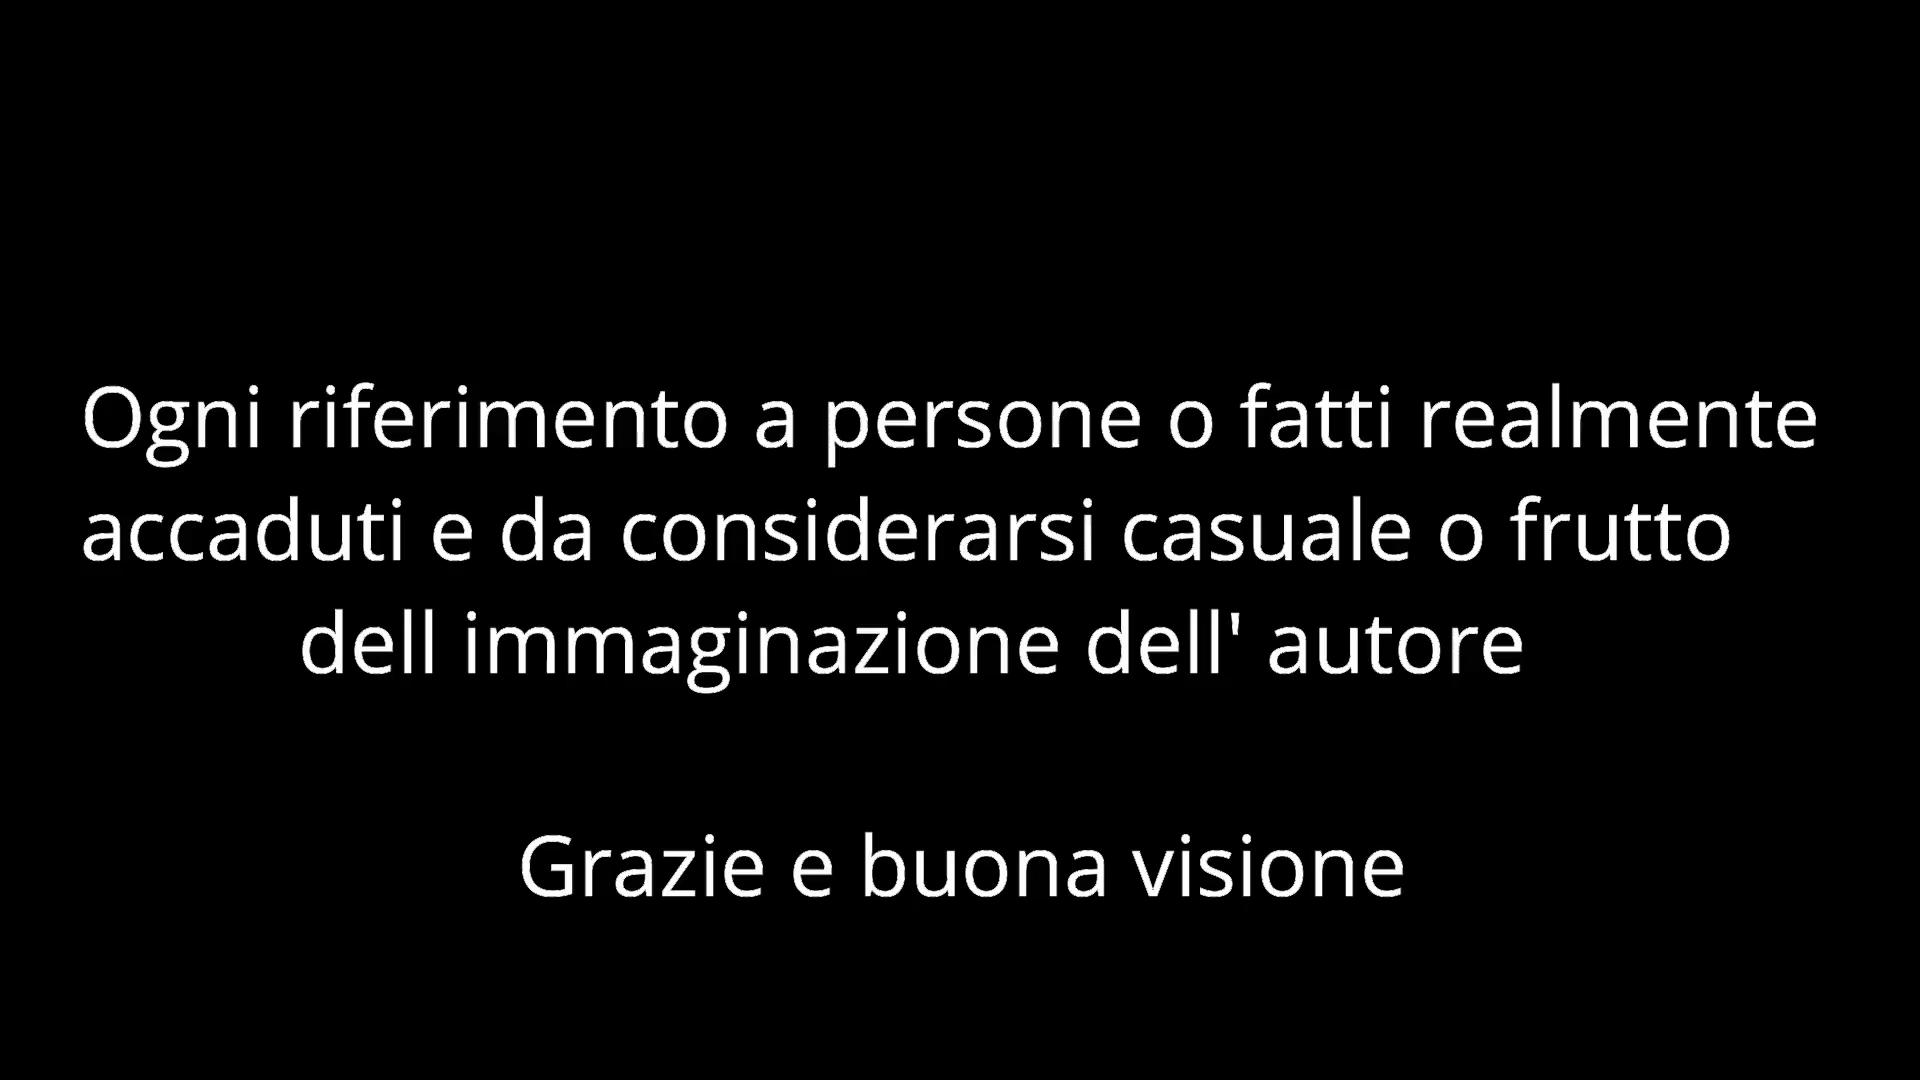 Ogni riferimento a persone o fatti realmente
accaduti e da considerarsi casuale o frutto
dell immaginazione dell' autore
Grazie e buona visione